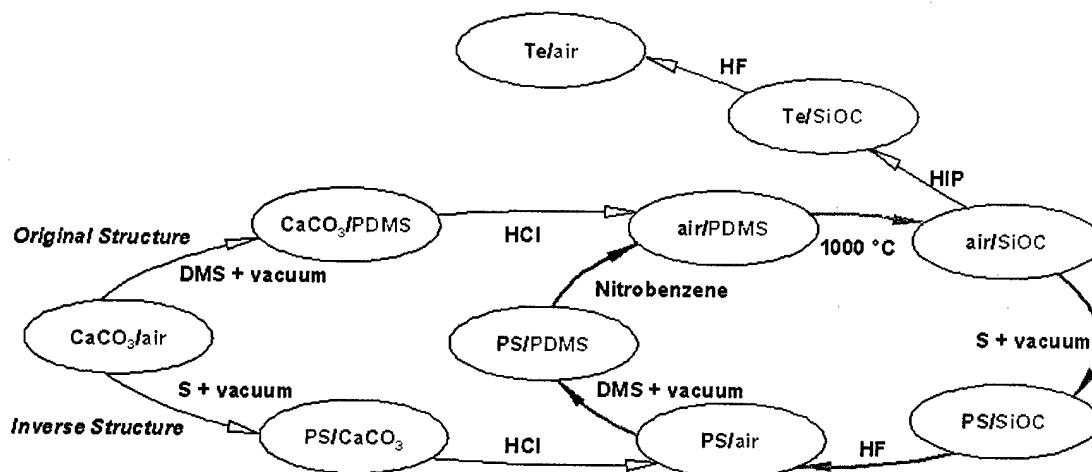 Te/air
HF
Te/SiOC
HIP
CaCO₃/PDMS
air/PDMS
Original Structure
HCl
1000 °C
air/SiOC
DMS + vacuum
Nitrobenzene
CaCO₃/air
PS/PDMS
S + vacuum
S + vacuum
DMS + vacuum
Inverse Structure
PS/CaCO₃
HCl
PS/air
HF
PS/SiOC